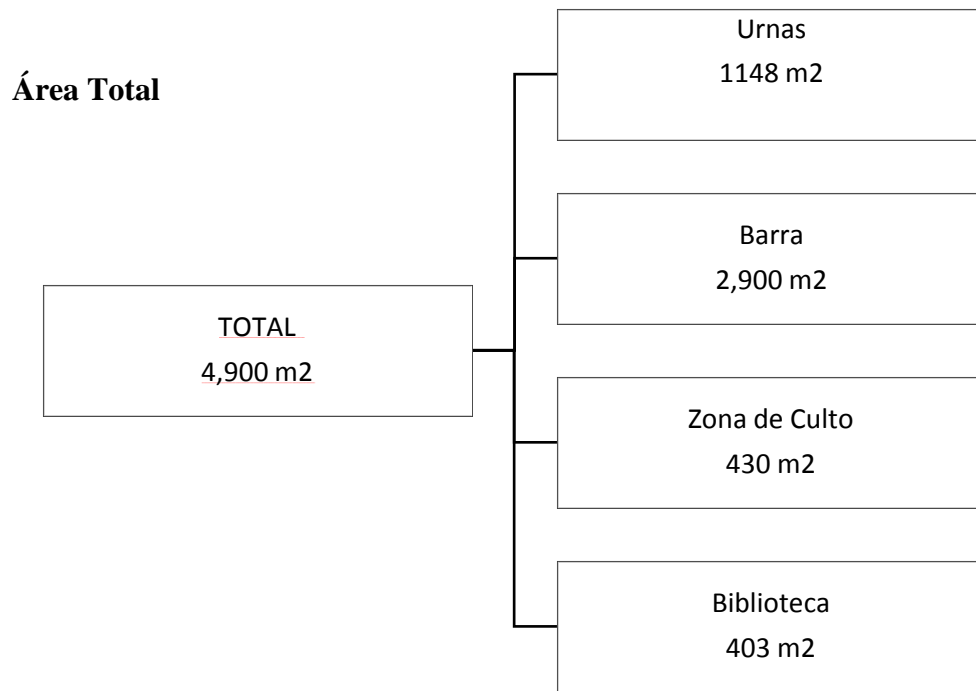 Área Total
TOTAL
4,900 m2
Urnas
1148 m2
Barra
2,900 m2
Zona de Culto
430 m2
Biblioteca
403 m2